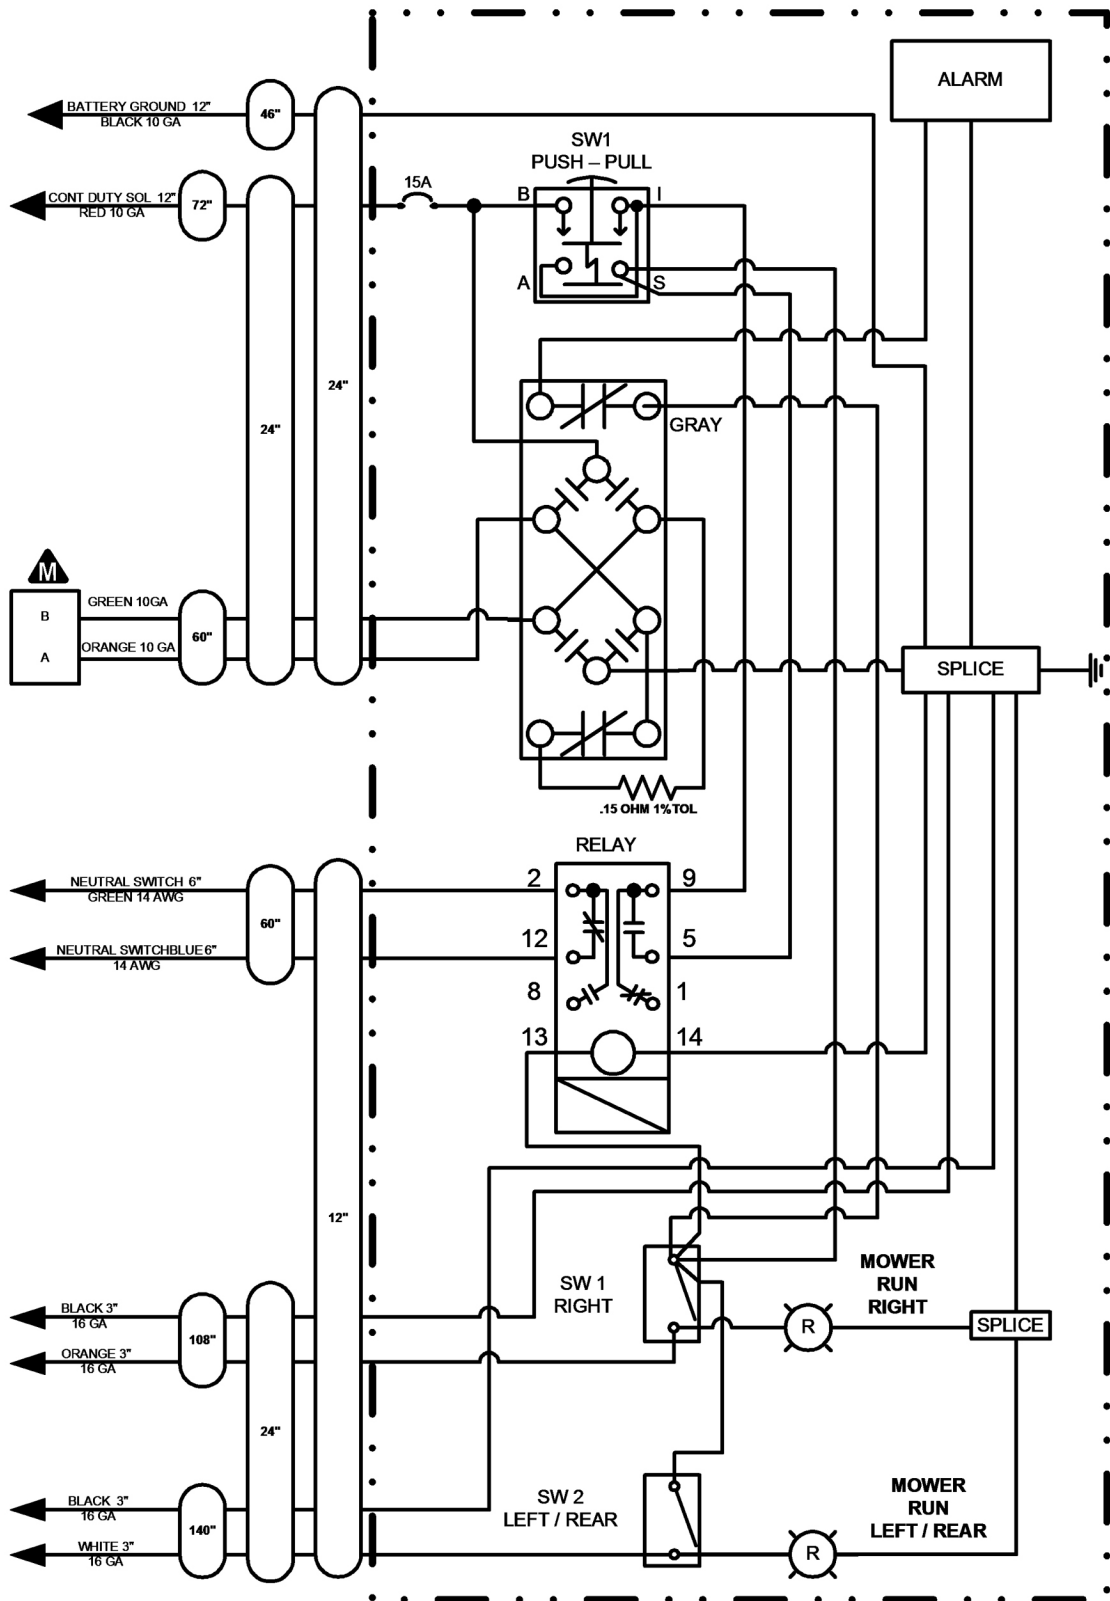 ALARM
BATTERY GROUND 12"
BLACK 10 GA
46"
SW1
PUSH – PULL
CONT DUTY SOL 12"
RED 10 GA
72"
15A
B
I
A
S
24"
24"
GRAY
M
B
A
GREEN 10GA
ORANGE 10 GA
60"
SPLICE
.15 OHM 1%TOL
RELAY
NEUTRAL SWITCH 6"
GREEN 14 AWG
60"
NEUTRAL SWITCHBLUE6"
14 AWG
2
9
12
5
8
1
13
14
12"
BLACK 3"
16 GA
108"
ORANGE 3"
16 GA
SW 1
RIGHT
MOWER
RUN
RIGHT
R
SPLICE
24"
BLACK 3"
16 GA
140"
WHITE 3"
16 GA
SW 2
LEFT / REAR
MOWER
RUN
LEFT / REAR
R